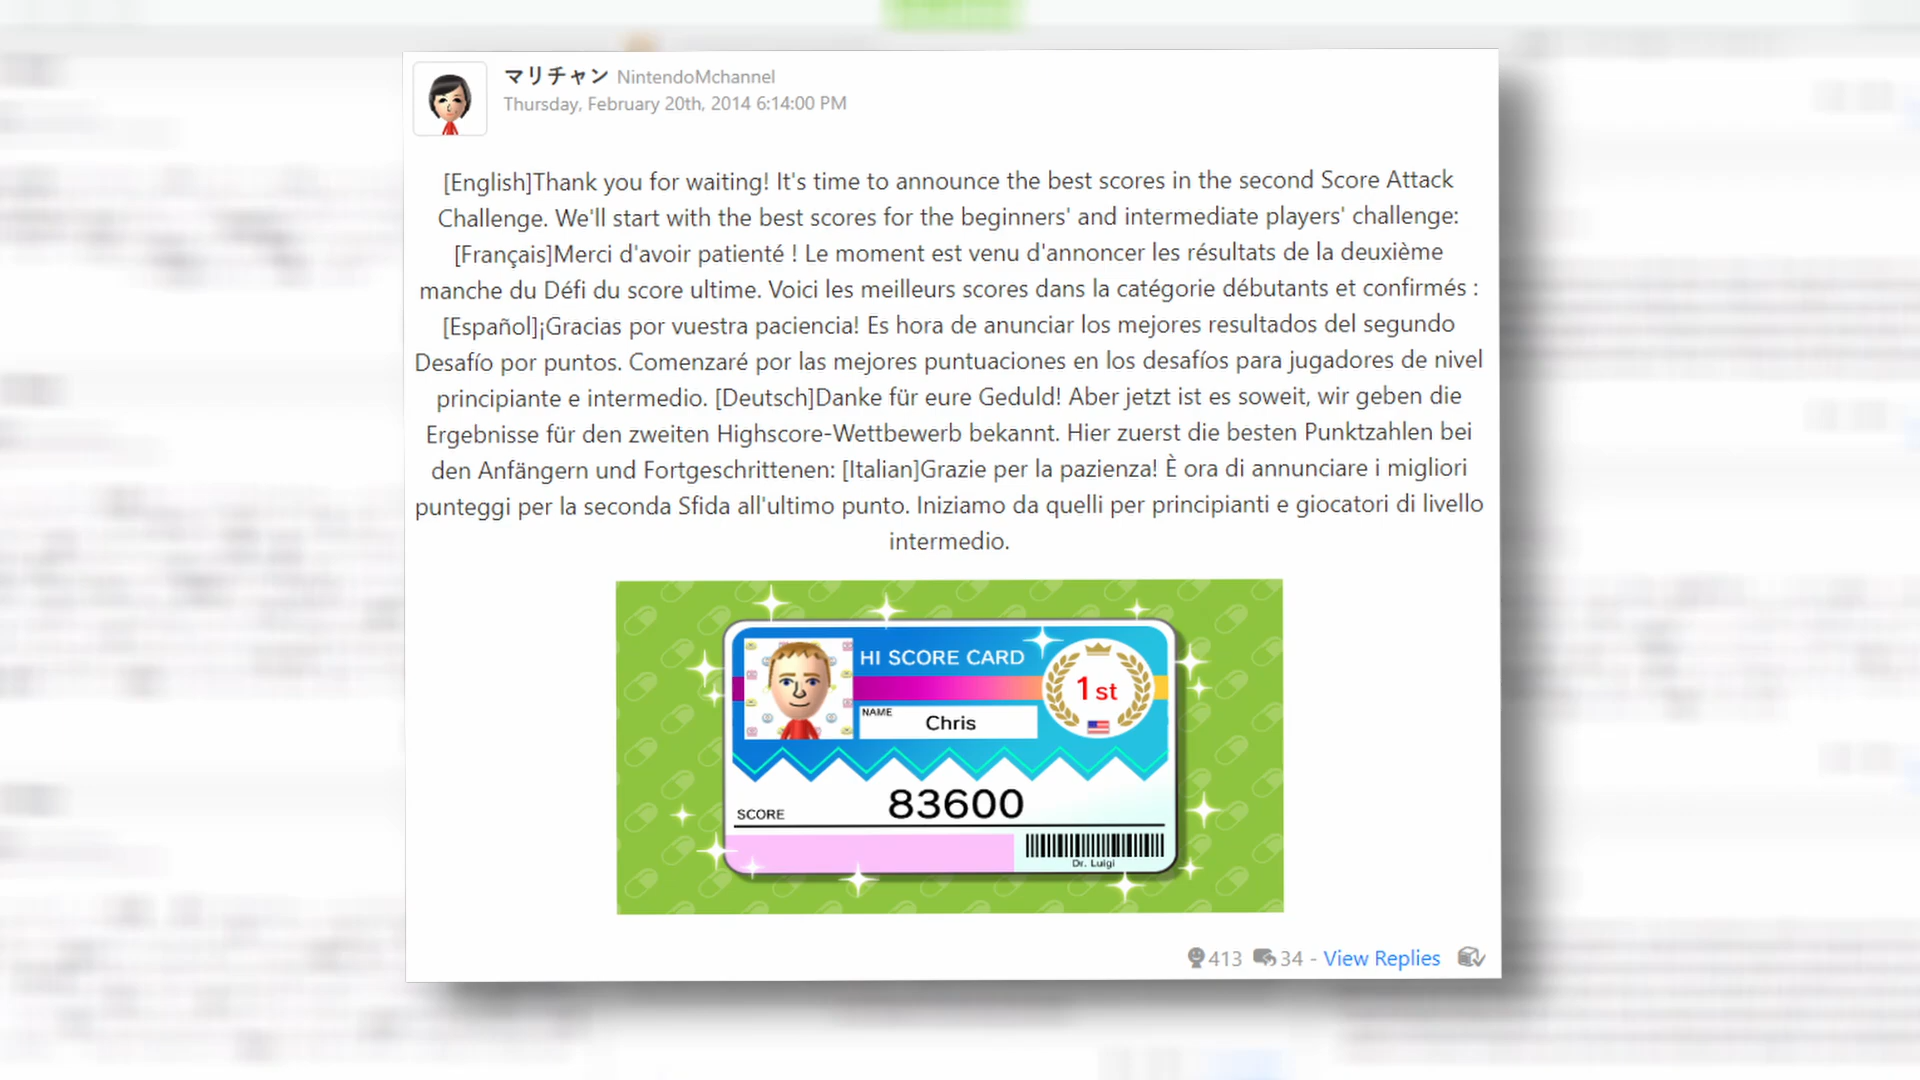 マリチャン NintendoMchannel
Thursday, February 20th, 2014 6:14:00 PM
[English]Thank you for waiting! It's time to announce the best scores in the second Score Attack
Challenge. We'll start with the best scores for the beginners' and intermediate players' challenge:
[Français]Merci d'avoir patienté ! Le moment est venu d'annoncer les résultats de la deuxième
manche du Défi du score ultime. Voici les meilleurs scores dans la catégorie débutants et confirmés :
[Español]¡Gracias por vuestra paciencia! Es hora de anunciar los mejores resultados del segundo
Desafío por puntos. Comenzaré por las mejores puntuaciones en los desafíos para jugadores de nivel
principiante e intermedio. [Deutsch]Danke für eure Geduld! Aber jetzt ist es soweit, wir geben die
Ergebnisse für den zweiten Highscore-Wettbewerb bekannt. Hier zuerst die besten Punktzahlen bei
den Anfängern und Fortgeschrittenen: [Italian]Grazie per la pazienza! È ora di annunciare i migliori
punteggi per la seconda Sfida all'ultimo punto. Iniziamo da quelli per principianti e giocatori di livello
intermedio.
HI SCORE CARD
1st
NAME
Chris
SCORE
83600
Dr. Luigi
413 34 - View Replies